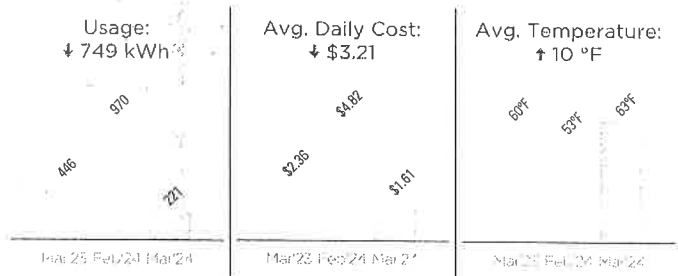 Usage:
↓ 749 kWh
970
446
221
Mar 23 Feb/24 Mar'24
Avg. Daily Cost:
↓ $3.21
$4.82
$2.36
$1.61
Mar'23 Feb'24 Mar'24
Avg. Temperature:
↑ 10 °F
60°F
53°F
63°F
Mar'23 Feb'24 Mar'24